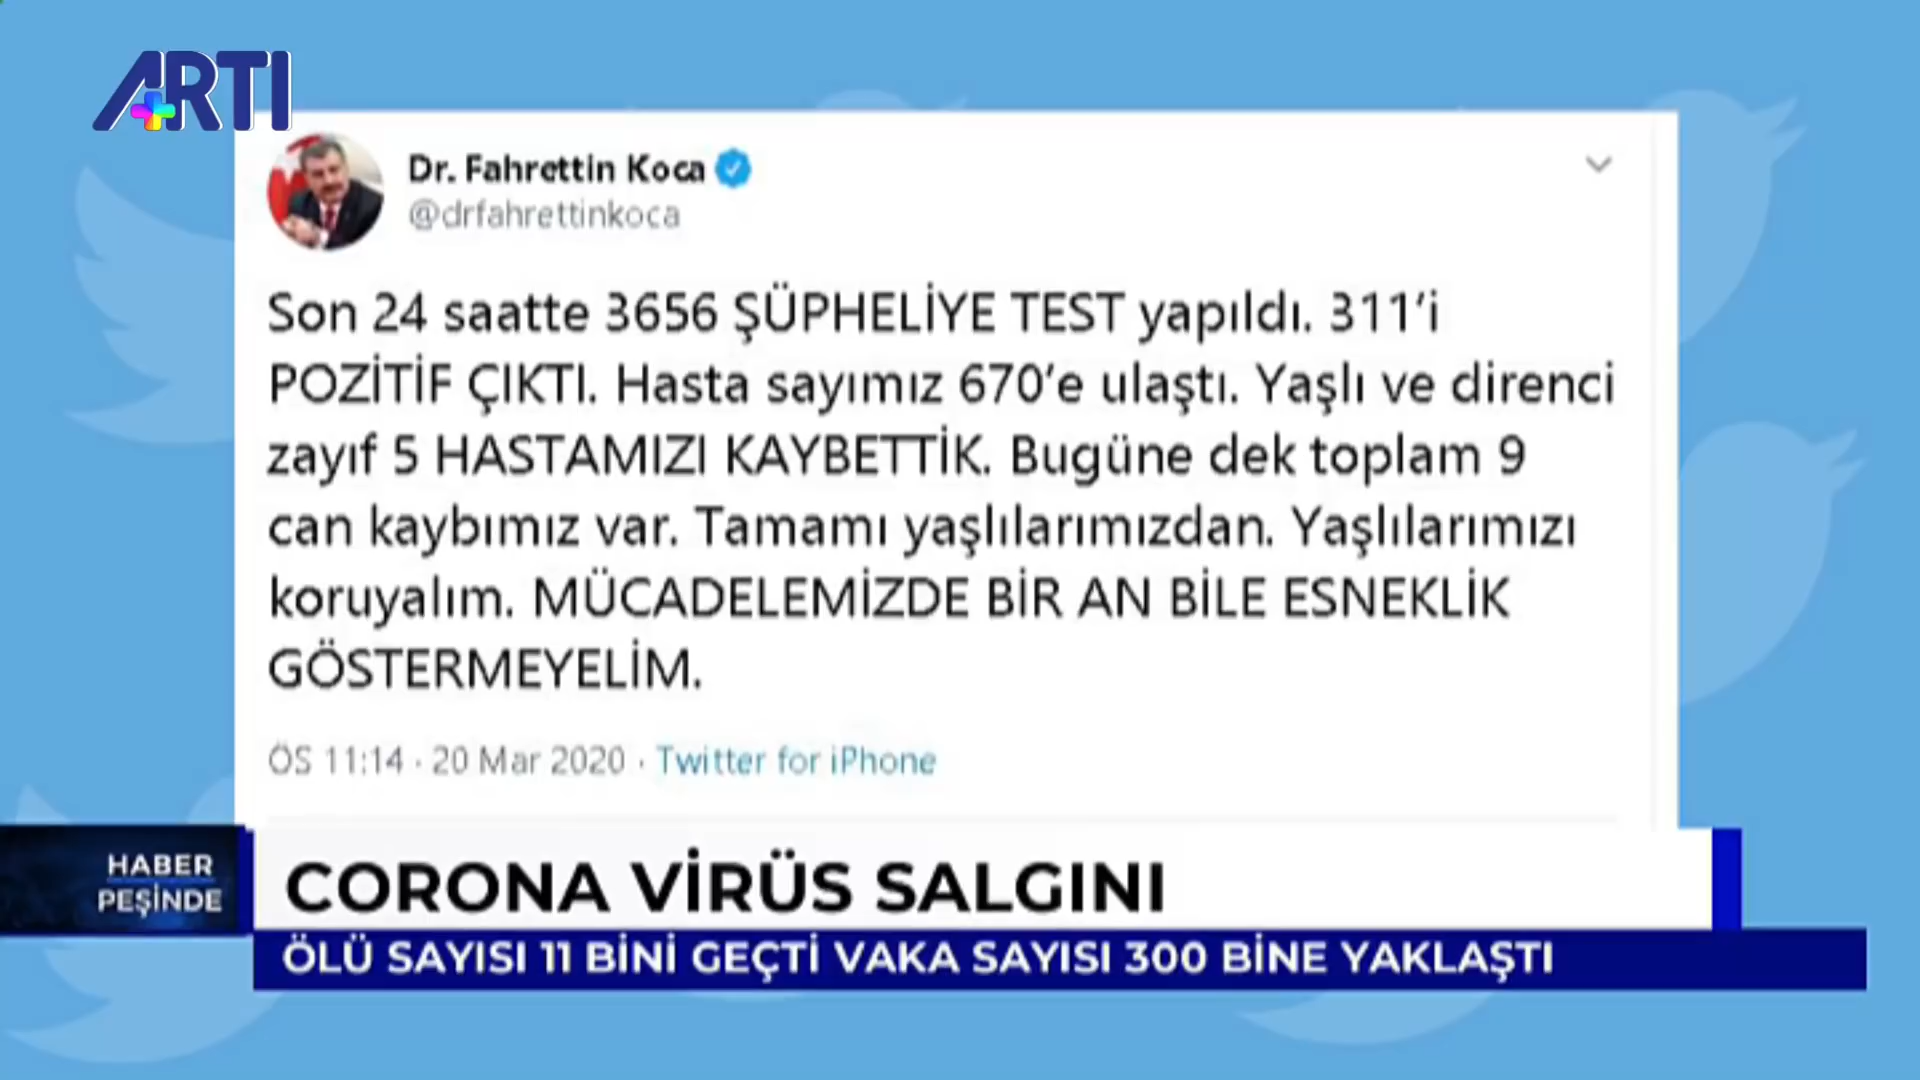 ARTI
Dr. Fahrettin Koca
@drfahrettinkoca
Son 24 saatte 3656 ŞÜPHELİYE TEST yapıldı. 311’i
POZİTİF ÇIKTI. Hasta sayımız 670’e ulaştı. Yaşlı ve direnci
zayıf 5 HASTAMIZI KAYBETTİK. Bugüne dek toplam 9
can kaybımız var. Tamamı yaşlılarımızdan. Yaşlılarımızı
koruyalım. MÜCADELEMİZDE BİR AN BİLE ESNEKLİK
GÖSTERMEYELİM.
ÖS 11:14 · 20 Mar 2020 · Twitter for iPhone
HABER
PEŞİNDE
CORONA VİRÜS SALGINI
ÖLÜ SAYISI 11 BİNİ GEÇTİ VAKA SAYISI 300 BİNE YAKLAŞTI